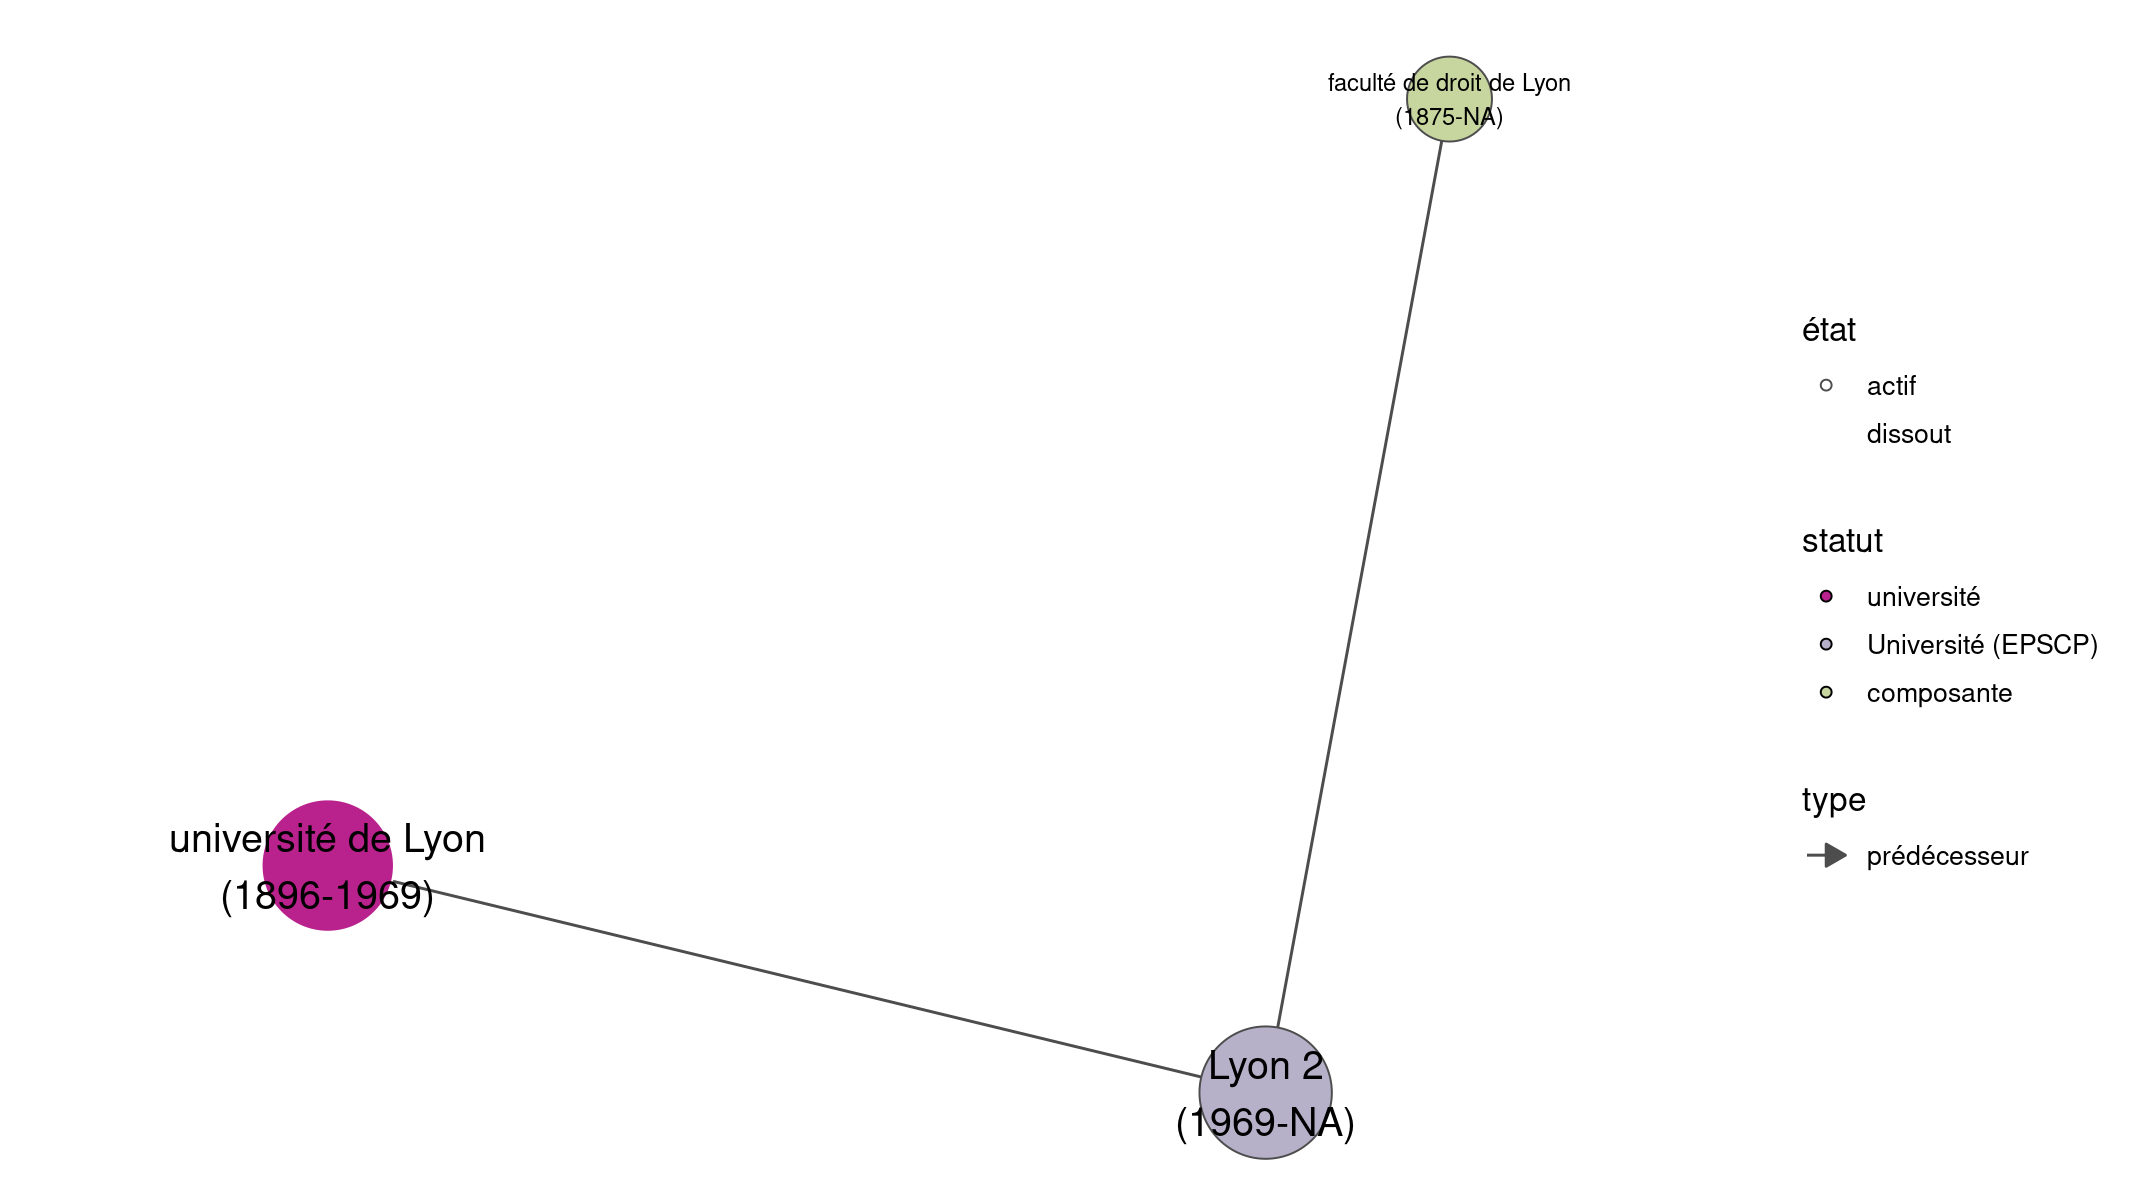 faculté de droit de Lyon
(1875-NA)
université de Lyon
(1896-1969)
Lyon 2
(1969-NA)
état
actif
dissout
statut
université
Université (EPSCP)
composante
type
prédécesseur